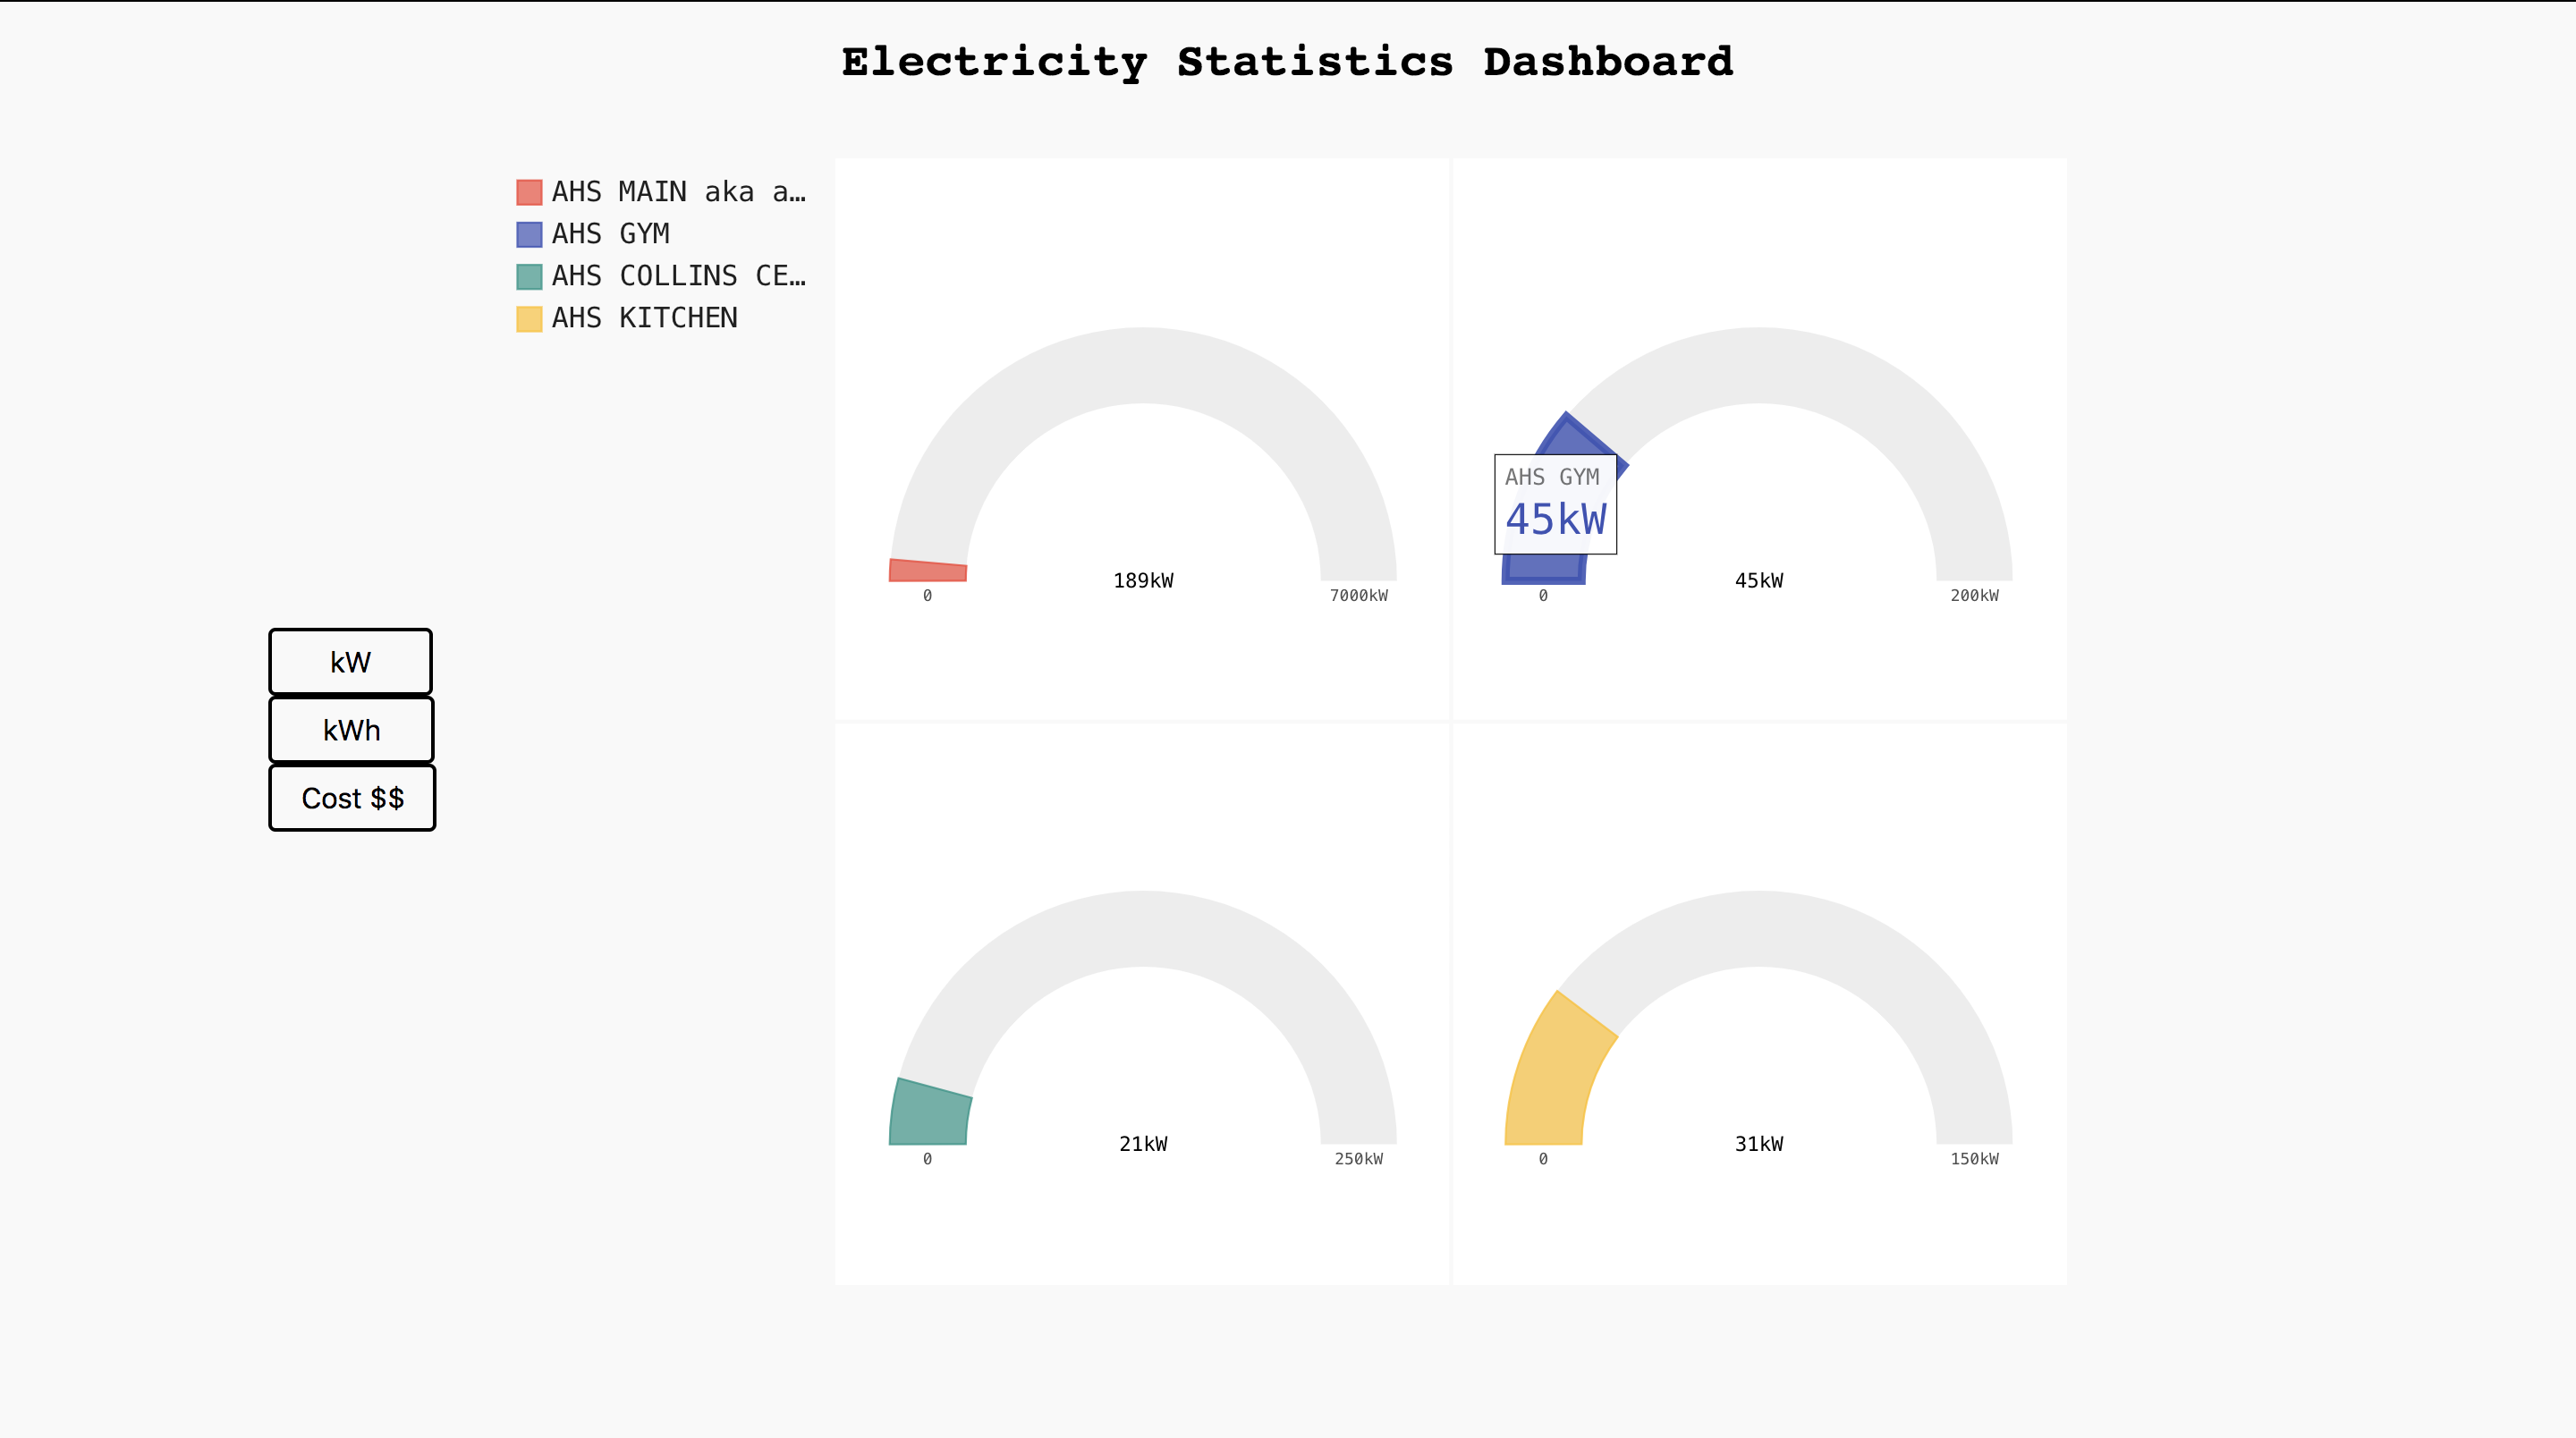 Electricity Statistics Dashboard
AHS MAIN aka a…
AHS GYM
AHS COLLINS CE…
AHS KITCHEN
kW
kWh
Cost $$
189kW
0
7000kW
AHS GYM
45kW
45kW
0
200kW
21kW
0
250kW
31kW
0
150kW